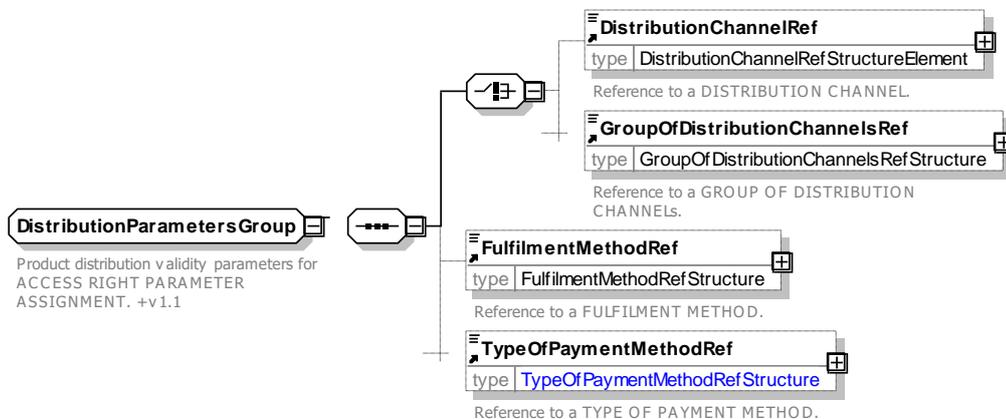 DistributionChannelRef
type DistributionChannelRefStructureElement
Reference to a DISTRIBUTION CHANNEL.
GroupOfDistributionChannelsRef
type GroupOfDistributionChannelsRefStructure
Reference to a GROUP OF DISTRIBUTION
CHANNELs.
DistributionParametersGroup
Product distribution validity parameters for
ACCESS RIGHT PARAMETER
ASSIGNMENT. +v1.1
FulfilmentMethodRef
type FulfilmentMethodRefStructure
Reference to a FULFILMENT METHOD.
TypeOfPaymentMethodRef
type TypeOfPaymentMethodRefStructure
Reference to a TYPE OF PAYMENT METHOD.